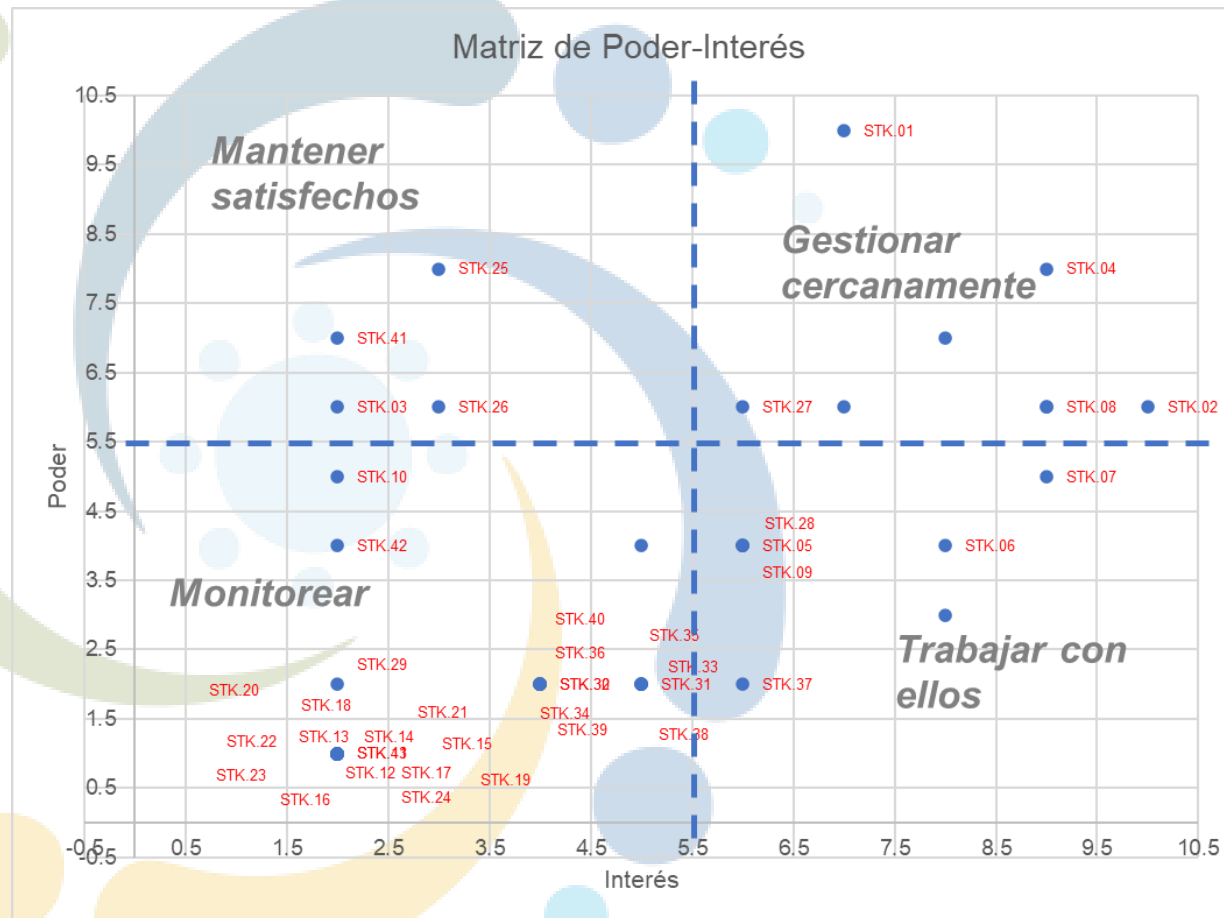 Matriz de Poder-Interés
10.5
STK.01
Mantener
satisfechos
9.5
8.5
Gestionar
cercanamente
STK.25
STK.04
7.5
STK.41
6.5
STK.03
STK.26
STK.27
STK.08
STK.02
5.5
Poder
STK.10
STK.07
4.5
STK.28
STK.42
STK.05
STK.06
STK.09
3.5
Monitorear
STK.40
STK.35
2.5
STK.36
Trabajar con
ellos
STK.29
STK.33
STK.20
STK.31
STK.37
STK.18
STK.21
STK.34
1.5
STK.39
STK.38
STK.22
STK.13
STK.14
STK.15
STK.23
STK.12
STK.17
STK.19
0.5
STK.16
STK.24
-0.5
-0.5
0.5
1.5
2.5
3.5
4.5
5.5
6.5
7.5
8.5
9.5
10.5
Interés